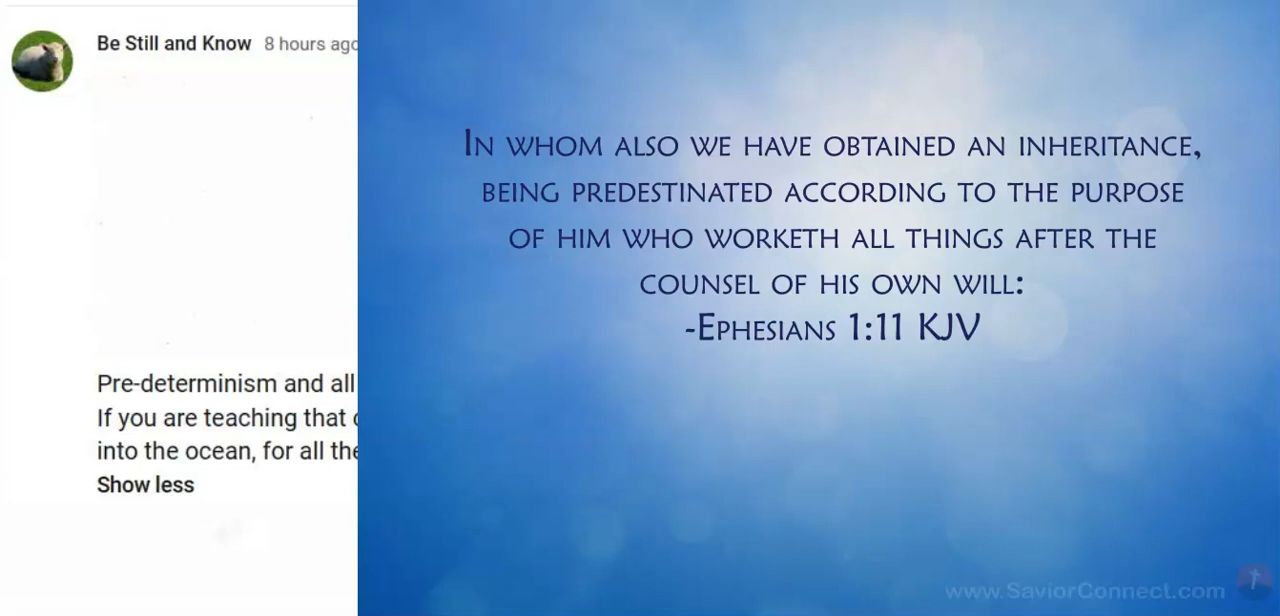 Be Still and Know 8 hours ago
Pre-determinism and all
If you are teaching that
into the ocean, for all the
Show less
In whom also we have obtained an inheritance,
being predestinated according to the purpose
of him who worketh all things after the
counsel of his own will:
-Ephesians 1:11 KJV
www.SaviorConnect.com